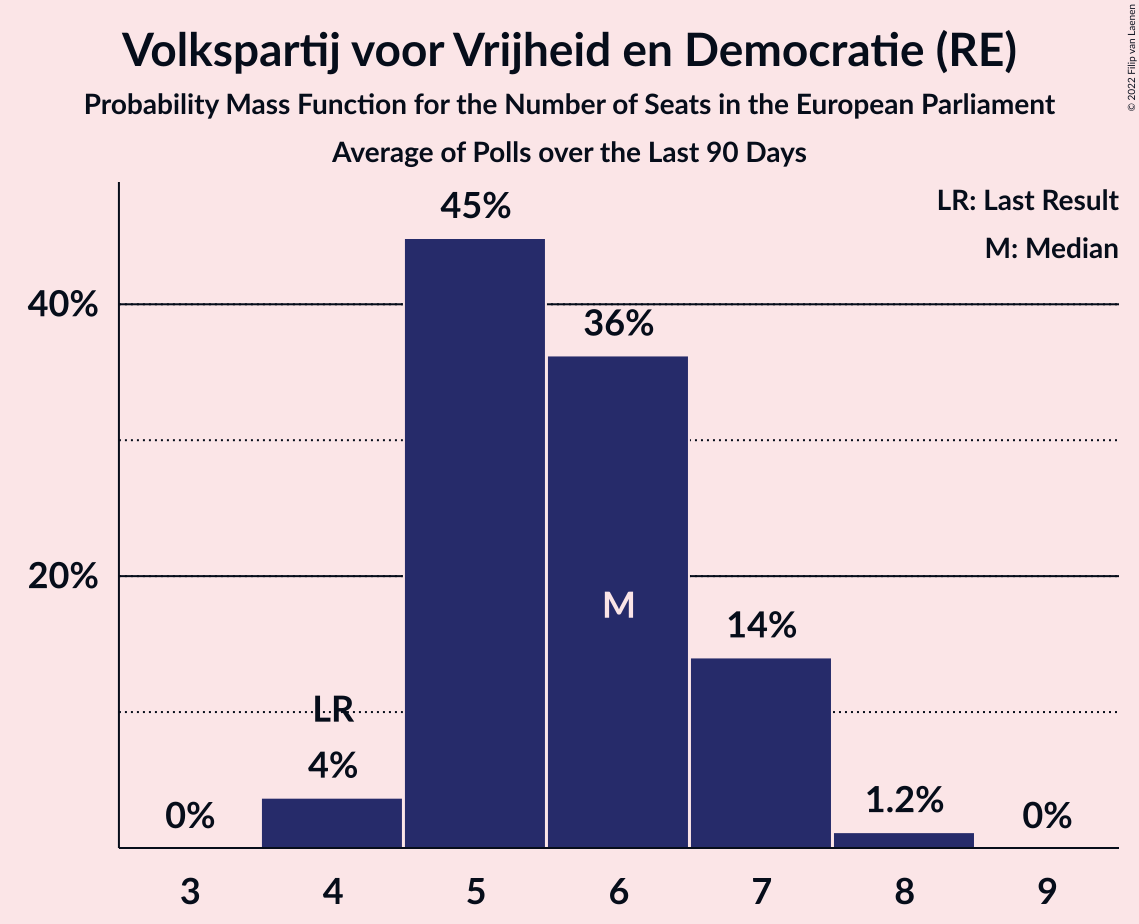 Volkspartij voor Vrijheid en Democratie (RE)
Probability Mass Function for the Number of Seats in the European Parliament
Average of Polls over the Last 90 Days
© 2022 Filip van Laenen
LR: Last Result
M: Median
45%
40%
36%
20%
M
14%
LR
4%
0%
1.2%
0%
3 4 5 6 7 8 9